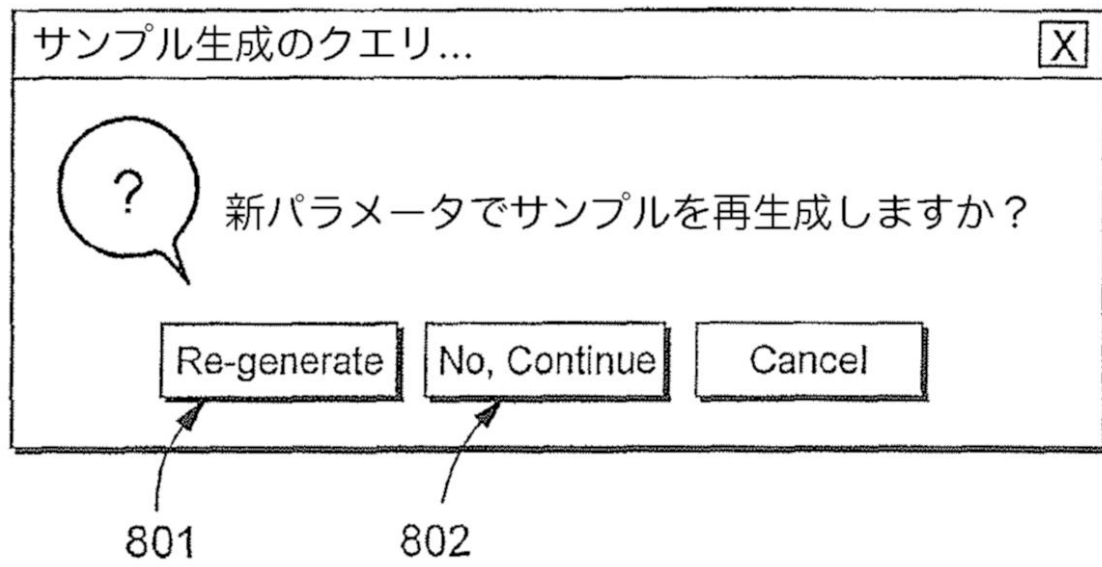 サンプル生成のクエリ... X
?
新パラメータでサンプルを再生成しますか？
Re-generate No, Continue Cancel
801 802